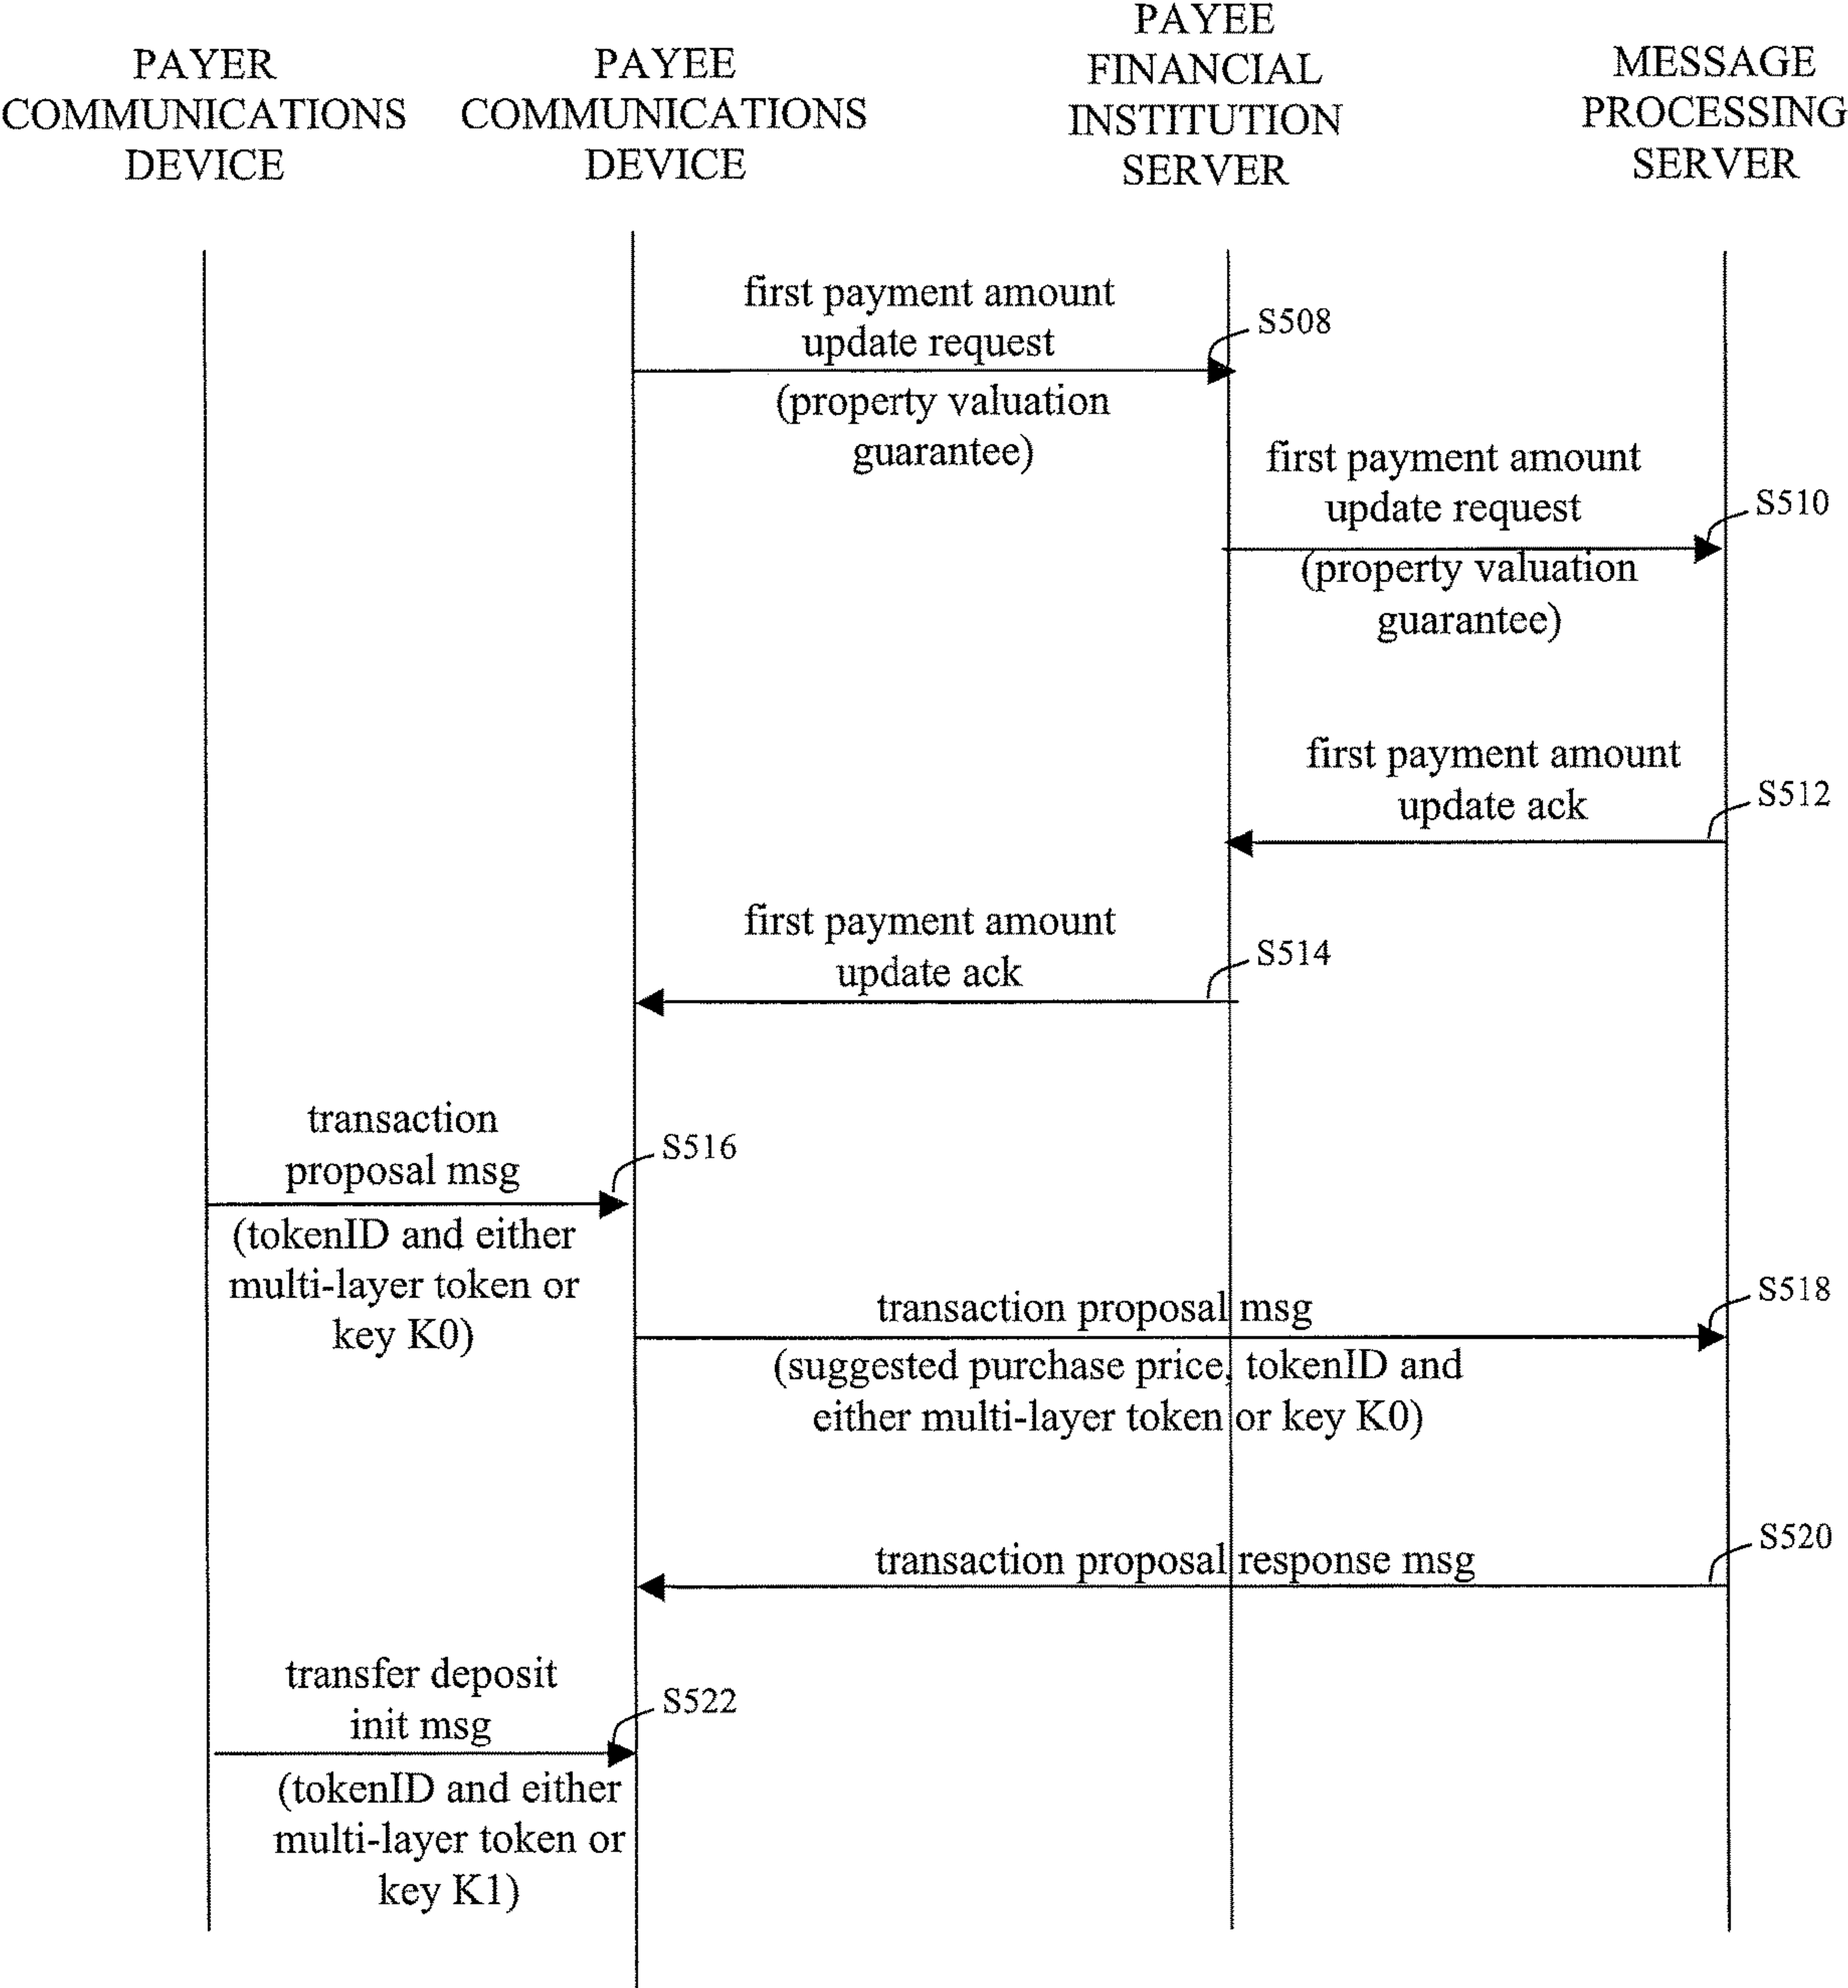 PAYER
COMMUNICATIONS
DEVICE
PAYEE
COMMUNICATIONS
DEVICE
PAYEE
FINANCIAL
INSTITUTION
SERVER
MESSAGE
PROCESSING
SERVER
first payment amount
update request
S508
(property valuation
guarantee)
first payment amount
update request
S510
(property valuation
guarantee)
first payment amount
update ack
S512
first payment amount
update ack
S514
transaction
proposal msg
S516
(tokenID and either
multi-layer token or
key K0)
transaction proposal msg
S518
(suggested purchase price, tokenID and
either multi-layer token or key K0)
transaction proposal response msg
S520
transfer deposit
init msg
S522
(tokenID and either
multi-layer token or
key K1)